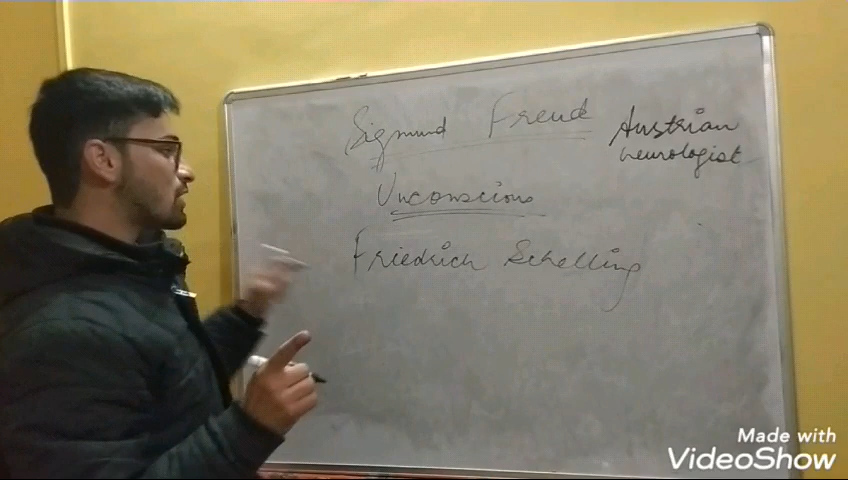 Sigmund Freud Austrian
neurologist
Unconscious
Friedrich Schelling
Made with
VideoShow